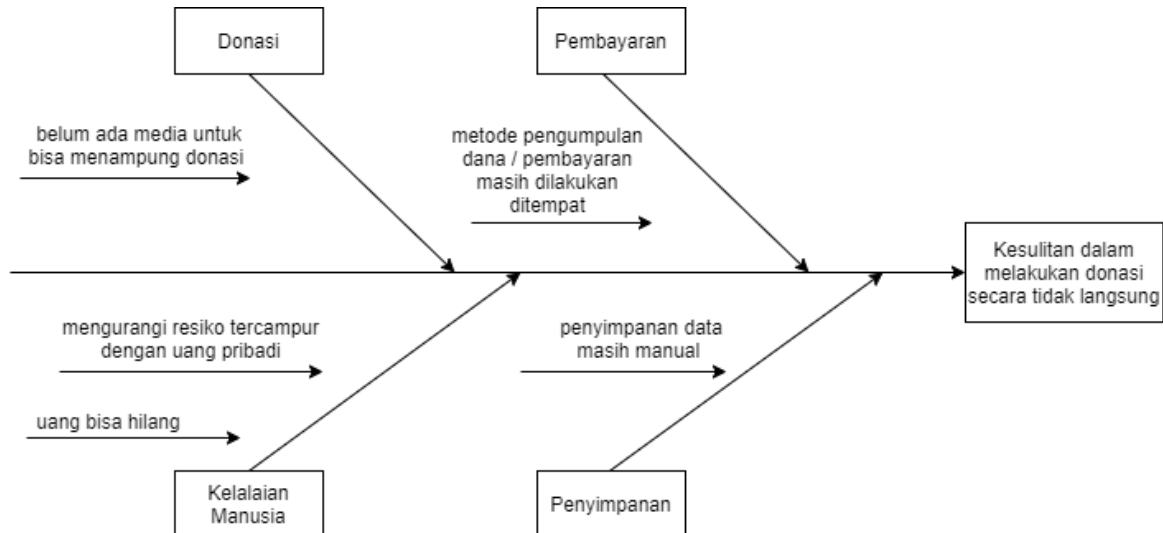 Donasi
Pembayaran
belum ada media untuk
bisa menampung donasi
metode pengumpulan
dana / pembayaran
masih dilakukan
ditempat
Kesulitan dalam
melakukan donasi
secara tidak langsung
mengurangi resiko tercampur
dengan uang pribadi
penyimpanan data
masih manual
uang bisa hilang
Kelalaian
Manusia
Penyimpanan